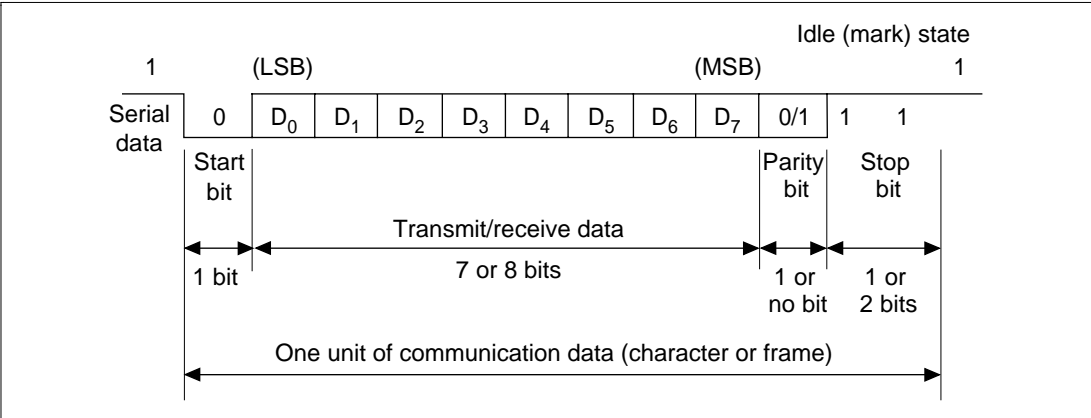 Idle (mark) state
1 (LSB) (MSB) 1
Serial
data
0 D0 D1 D2 D3 D4 D5 D6 D7 0/1 1 1
Start
bit
Parity
bit
Stop
bit
Transmit/receive data
1 bit
7 or 8 bits
1 or
no bit
1 or
2 bits
One unit of communication data (character or frame)